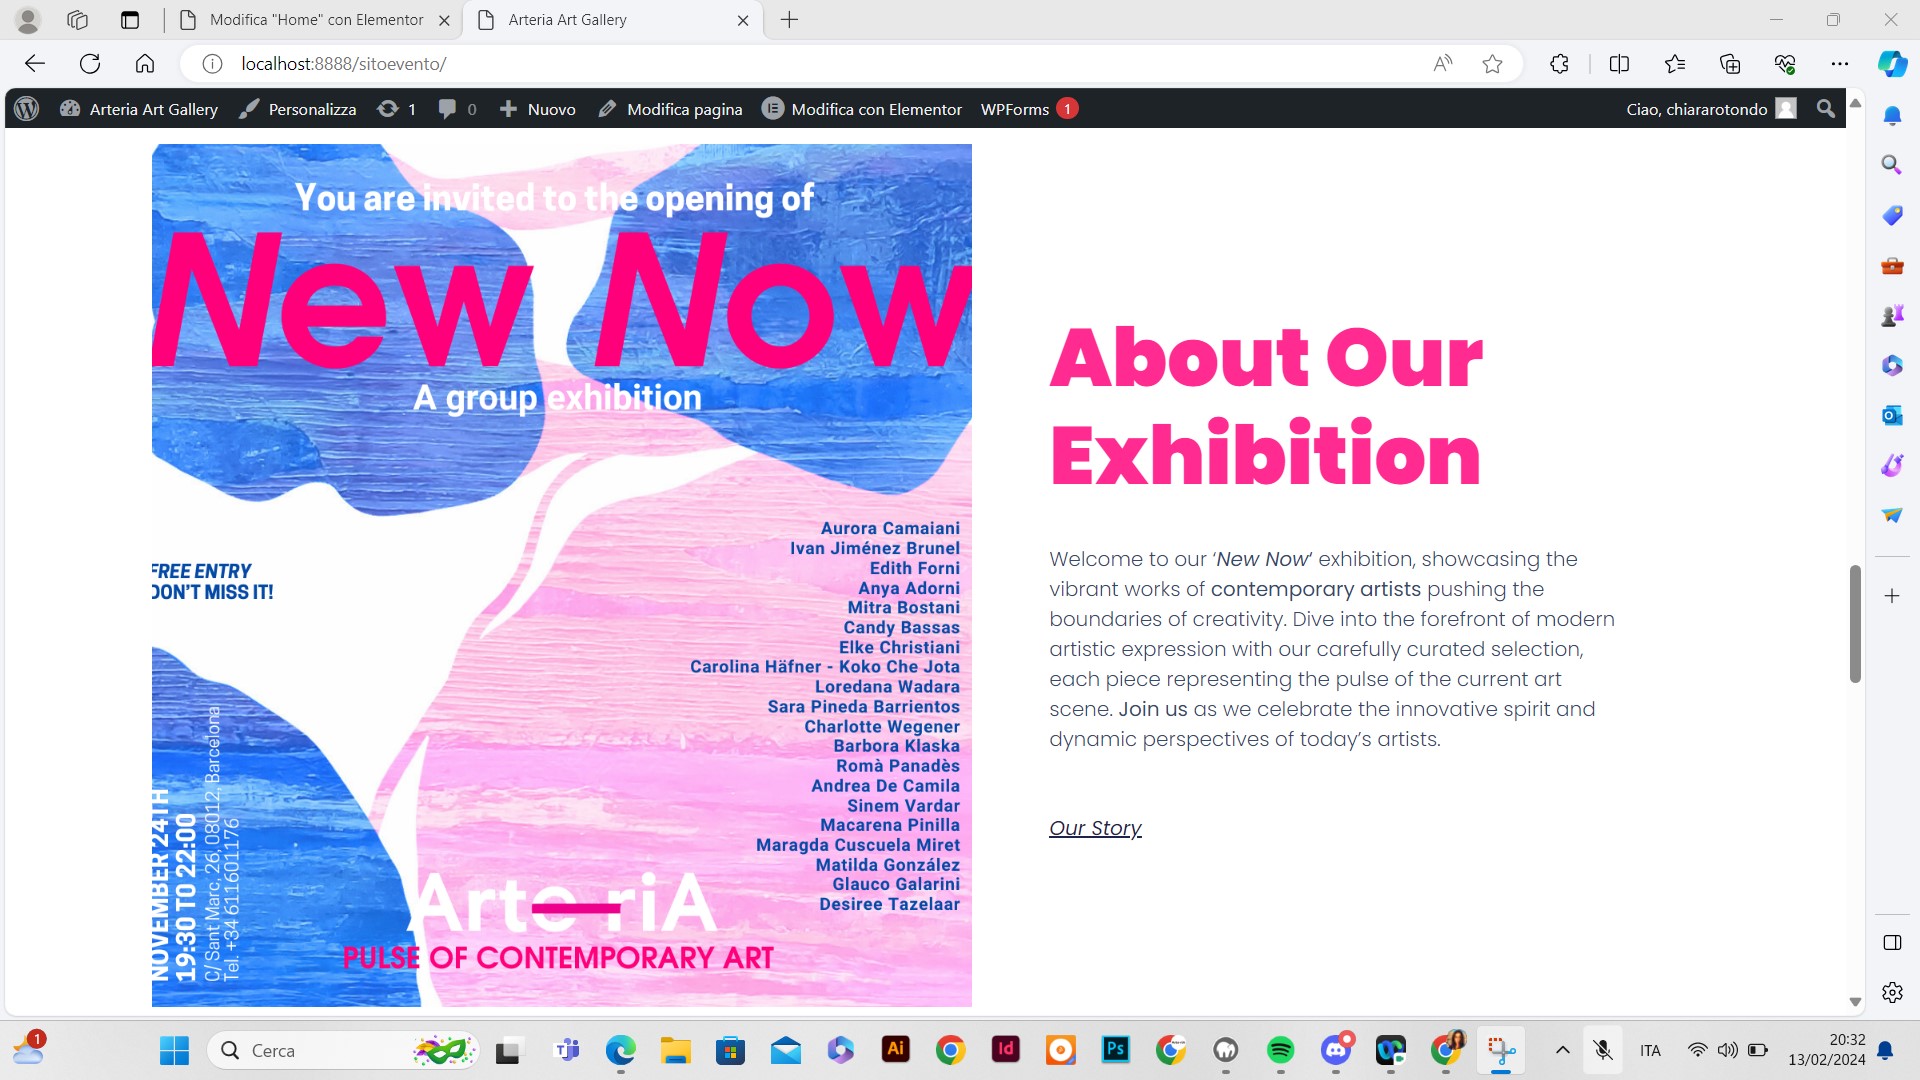 Modifica "Home" con Elementor
Arteria Art Gallery
localhost:8888/sitoevento/
Arteria Art Gallery
Personalizza
1
0
Nuovo
Modifica pagina
Modifica con Elementor
WPForms 1
Ciao, chiararotondo
You are invited to the opening of
New Now
A group exhibition
FREE ENTRY
DON'T MISS IT!
Aurora Camaiani
Ivan Jiménez Brunel
Edith Forni
Anya Adorni
Mitra Bostani
Candy Bassas
Elke Christiani
Carolina Häfner - Koko Che Jota
Loredana Wadara
Sara Pineda Barrientos
Charlotte Wegener
Barbora Klaska
Romà Panadès
Andrea De Camila
Sinem Vardar
Macarena Pinilla
Maragda Cuscuela Miret
Matilda González
Glauco Galarini
Desiree Tazelaar
NOVEMBER 24TH
19:30 TO 22:00
C/ Sant Marc, 26, 08012, Barcelona
Tel. +34 611601176
ArteriA
PULSE OF CONTEMPORARY ART
About Our
Exhibition
Welcome to our ‘New Now’ exhibition, showcasing the
vibrant works of contemporary artists pushing the
boundaries of creativity. Dive into the forefront of modern
artistic expression with our carefully curated selection,
each piece representing the pulse of the current art
scene. Join us as we celebrate the innovative spirit and
dynamic perspectives of today’s artists.
Our Story
1
Cerca
Ai
Id
Ps
ITA
20:32
13/02/2024